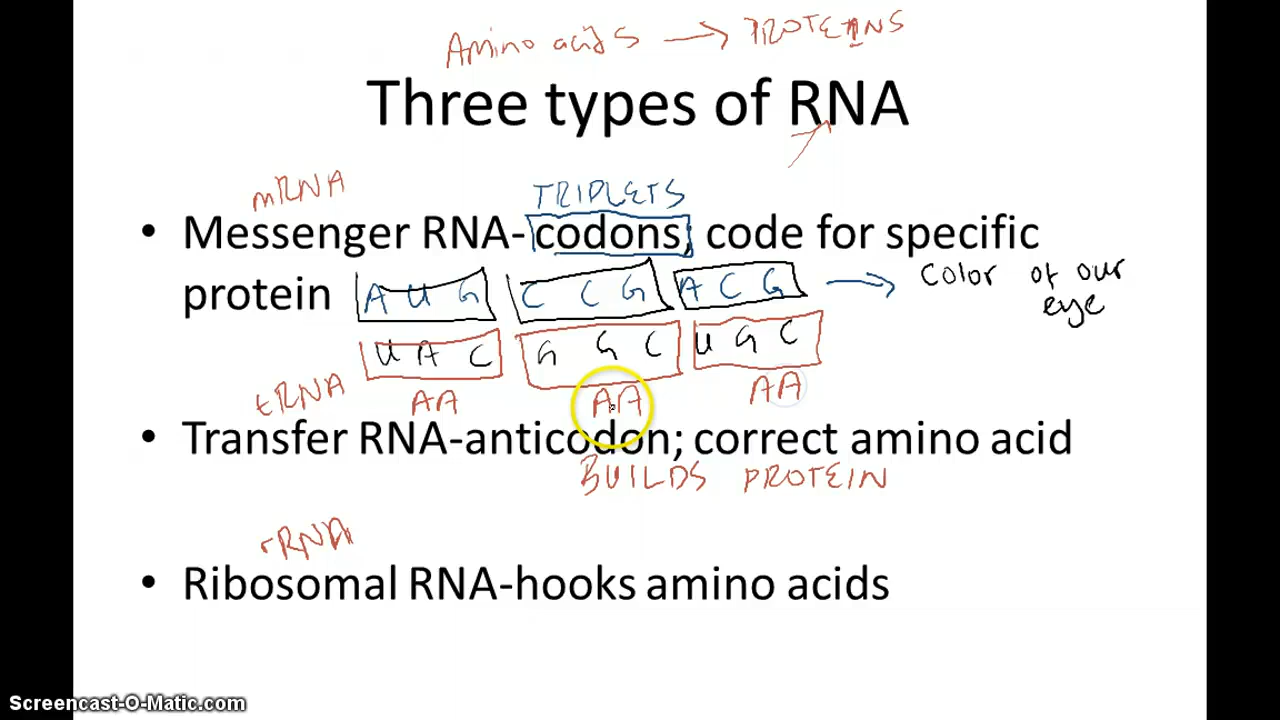 Amino acids → PROTEINS
Three types of RNA
mRNA
TRIPLETS
• Messenger RNA-codons, code for specific
protein AUG CCG ACG → Color of our
eye
UAC GGC UGC
tRNA AA AA AA
• Transfer RNA-anticodon; correct amino acid
BUILDS PROTEIN
rRNA
• Ribosomal RNA-hooks amino acids
Screencast-O-Matic.com